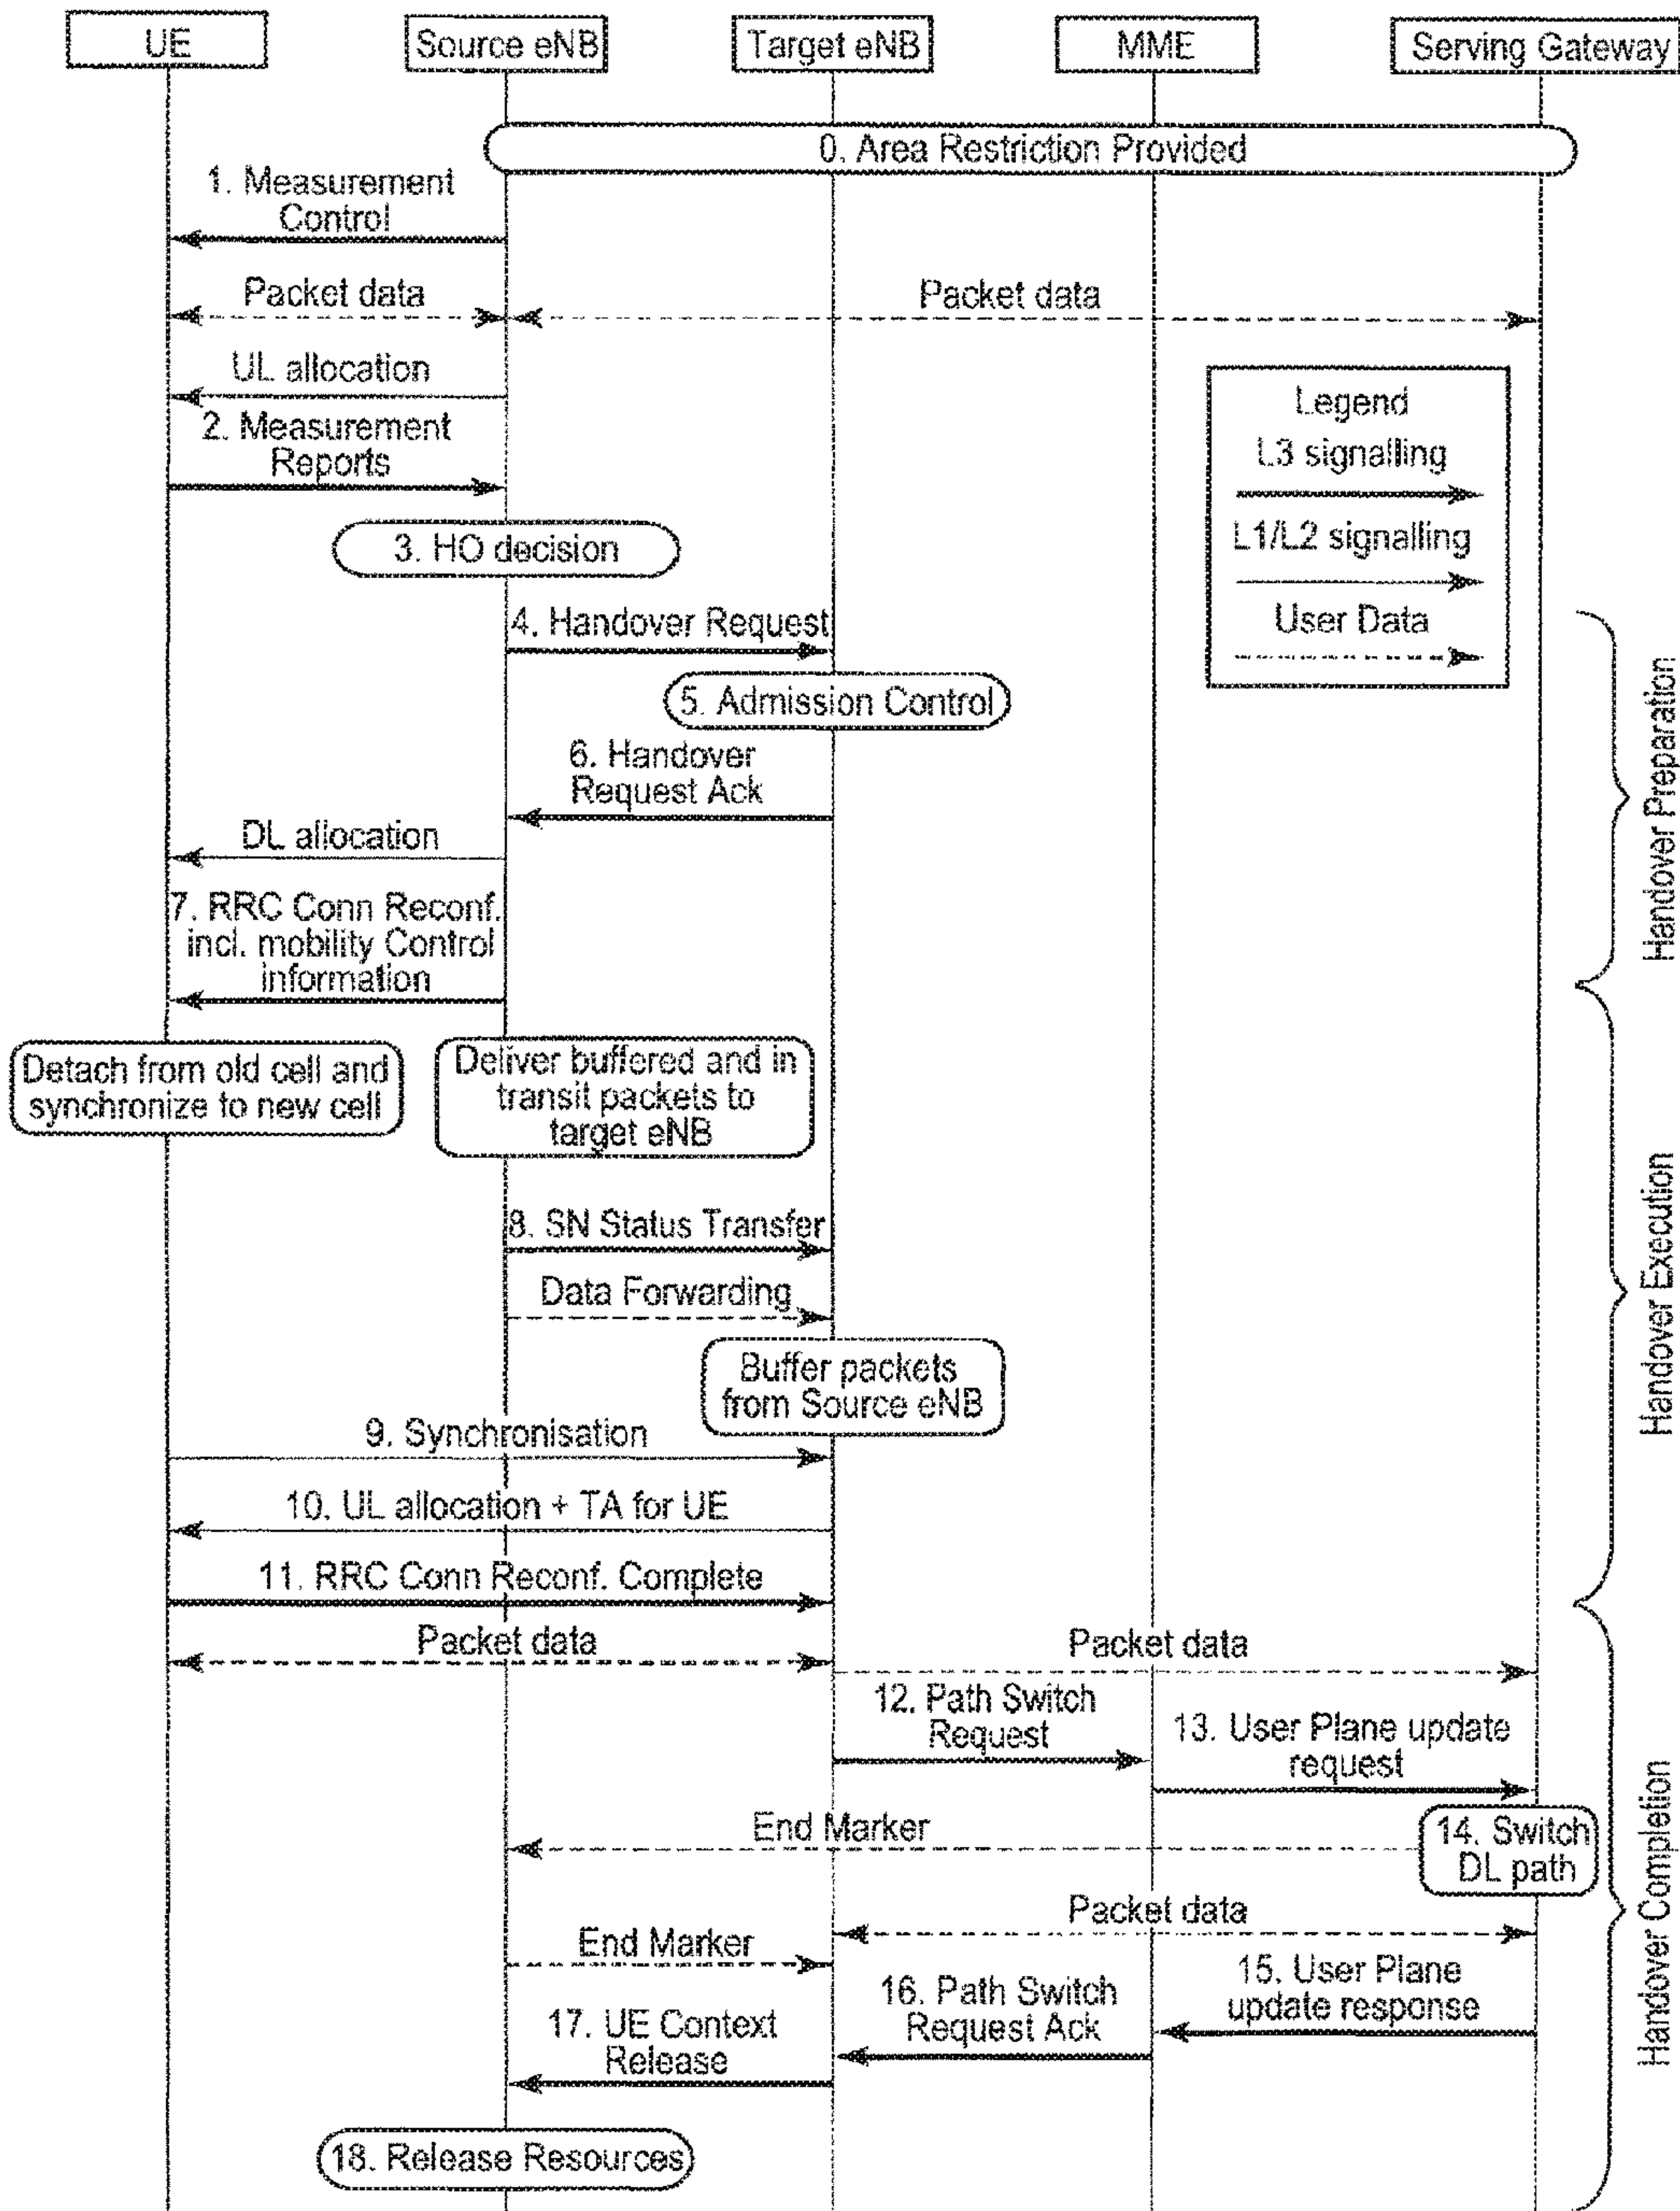 UE
Source eNB
Target eNB
MME
Serving Gateway
0. Area Restriction Provided
1. Measurement
Control
Packet data
Packet data
UL allocation
2. Measurement
Reports
Legend
L3 signalling
L1/L2 signalling
User Data
3. HO decision
4. Handover Request
5. Admission Control
6. Handover
Request Ack
DL allocation
7. RRC Conn Reconf.
incl. mobility Control
information
Handover Preparation
Detach from old cell and
synchronize to new cell
Deliver buffered and in
transit packets to
target eNB
8. SN Status Transfer
Data Forwarding
Buffer packets
from Source eNB
9. Synchronisation
10. UL allocation + TA for UE
11. RRC Conn Reconf. Complete
Handover Execution
Packet data
Packet data
12. Path Switch
Request
13. User Plane update
request
End Marker
14. Switch
DL path
Packet data
End Marker
15. User Plane
update response
16. Path Switch
Request Ack
17. UE Context
Release
18. Release Resources
Handover Completion